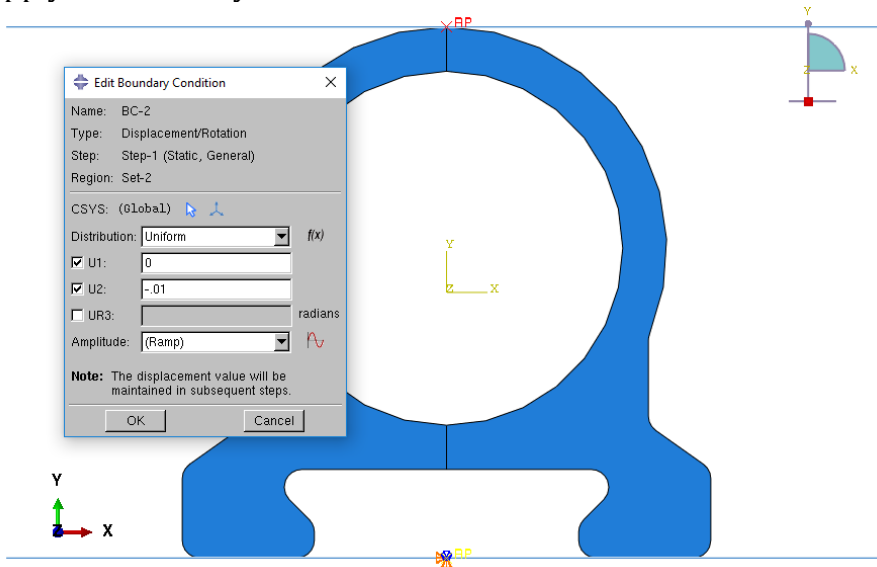 RP
Y
Z X
Edit Boundary Condition
Name: BC-2
Type: Displacement/Rotation
Step: Step-1 (Static, General)
Region: Set-2
CSYS: (Global)
Distribution: Uniform f(x)
U1: 0
U2: -.01
UR3: radians
Amplitude: (Ramp)
Note: The displacement value will be
maintained in subsequent steps.
OK Cancel
Y
Z X
Y
Z X
RP